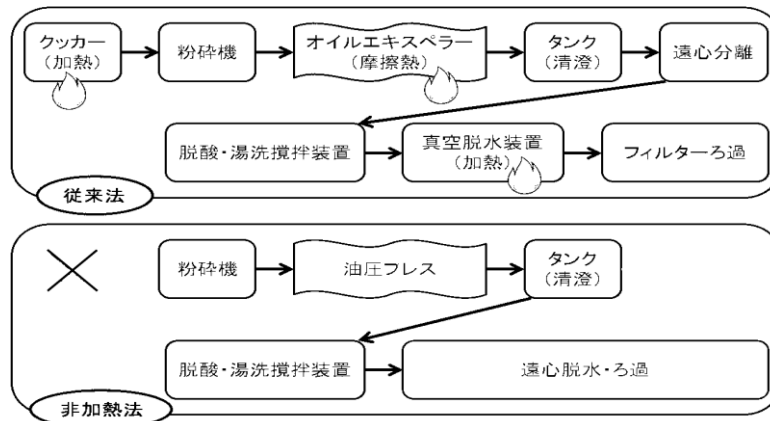 クッカー
(加熱)
粉砕機
オイルエキスペラー
(摩擦熱)
タンク
(清澄)
遠心分離
脱酸・湯洗撹拌装置
真空脱水装置
(加熱)
フィルターろ過
従来法
粉砕機
油圧プレス
タンク
(清澄)
脱酸・湯洗撹拌装置
遠心脱水・ろ過
非加熱法